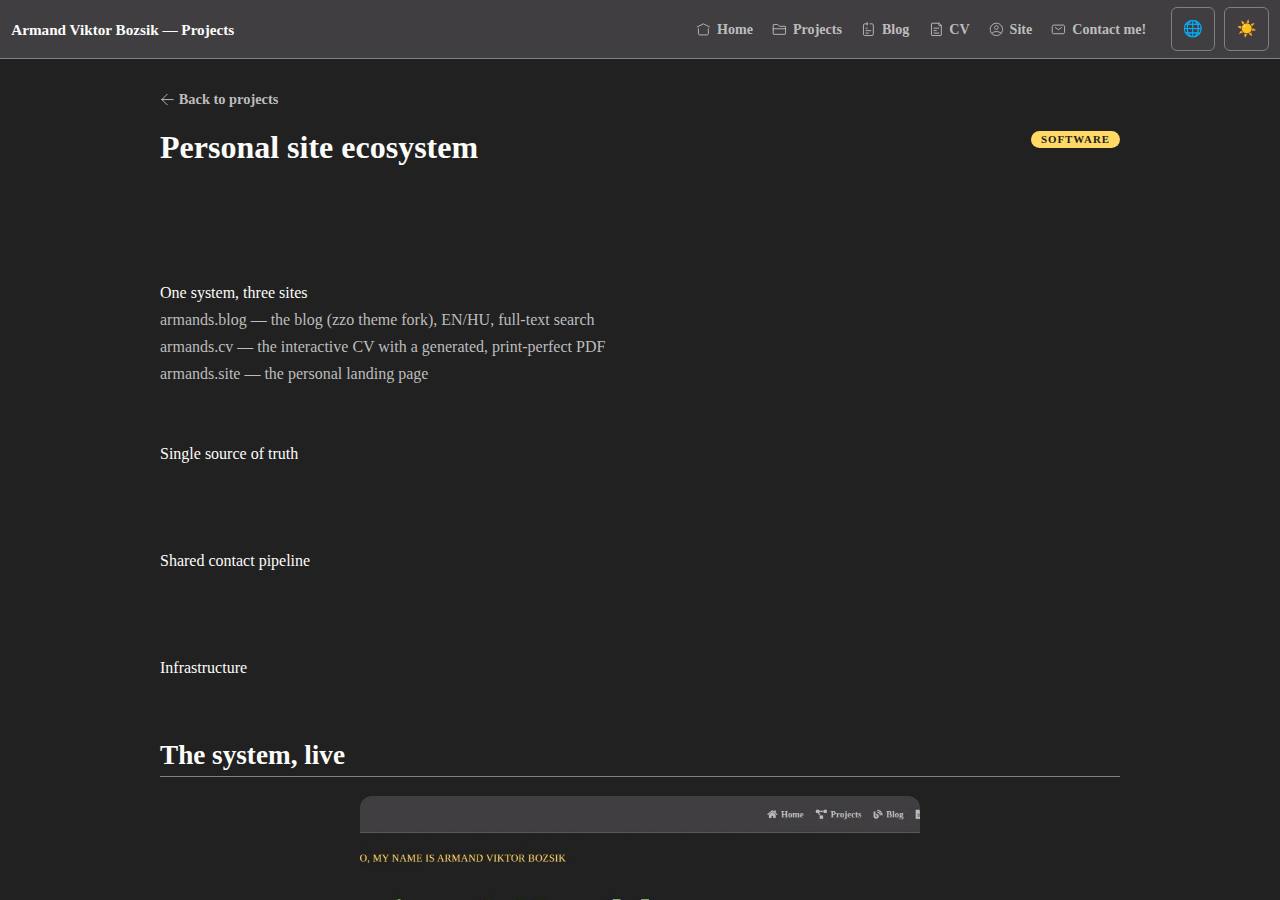 Armand Viktor Bozsik — Projects
Home
Projects
Blog
CV
Site
Contact me!
Back to projects
Personal site ecosystem
SOFTWARE
One system, three sites
armands.blog — the blog (zzo theme fork), EN/HU, full-text search
armands.cv — the interactive CV with a generated, print-perfect PDF
armands.site — the personal landing page
Single source of truth
Shared contact pipeline
Infrastructure
The system, live
Home
Projects
Blog
O, MY NAME IS ARMAND VIKTOR BOZSIK